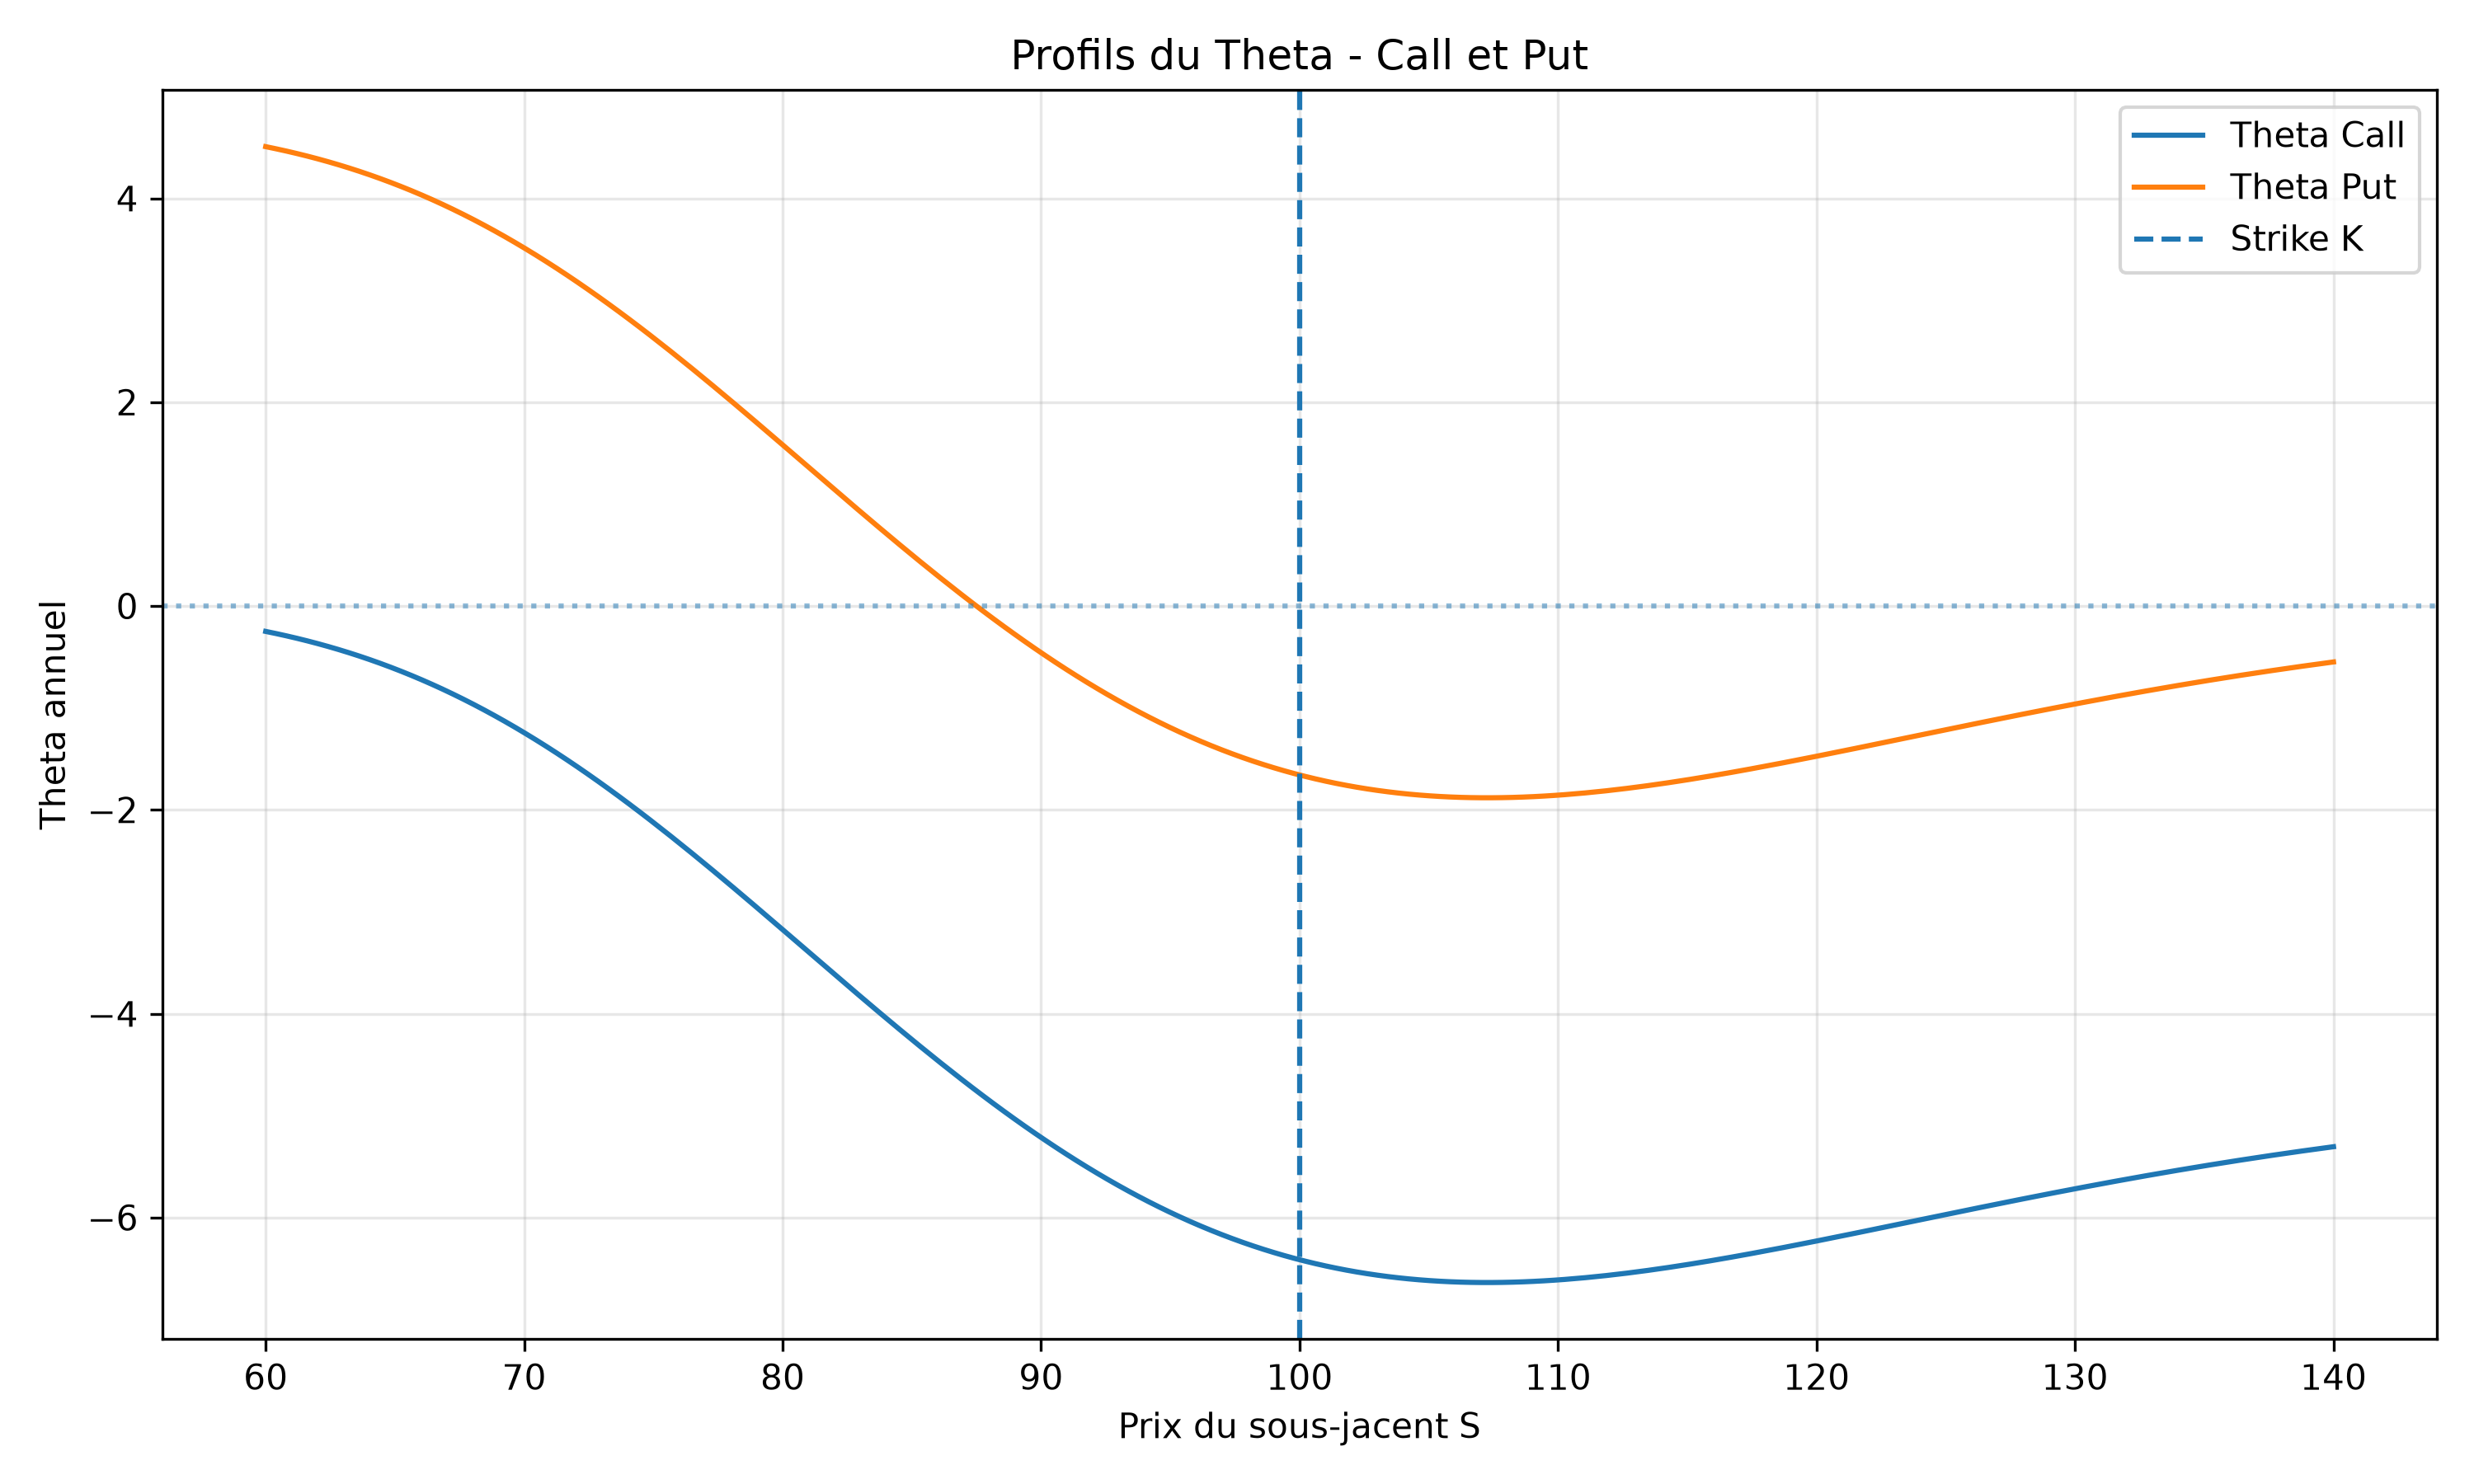 Profils du Theta - Call et Put
Theta Call
Theta Put
Strike K
Theta annuel
4
2
0
−2
−4
−6
60
70
80
90
100
110
120
130
140
Prix du sous-jacent S